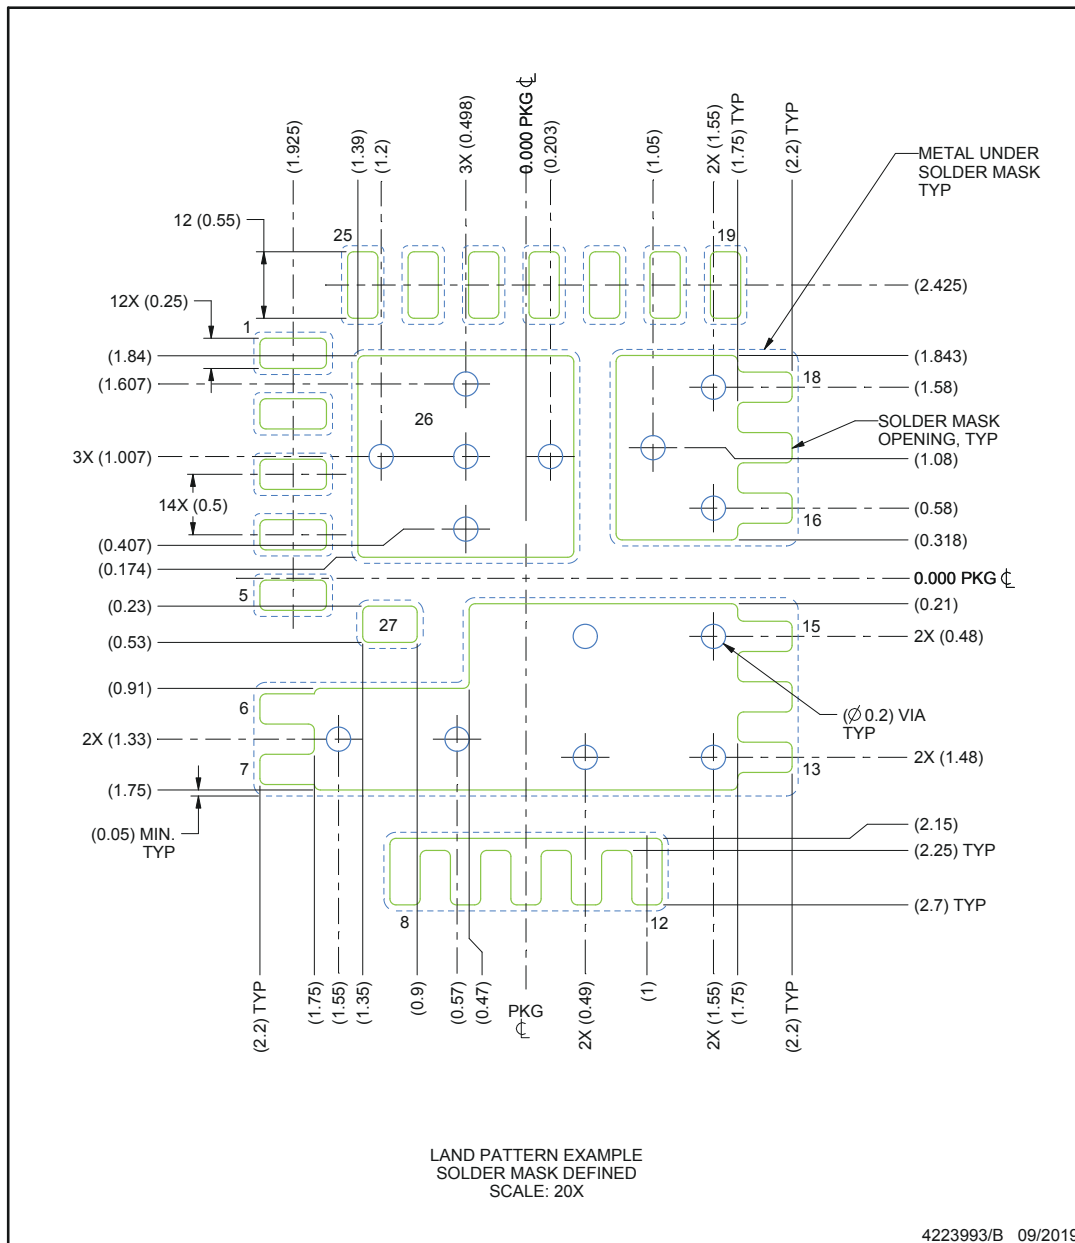 (1.925)
(1.39)
(1.2)
3X (0.498)
0.000 PKG ℄
(0.203)
(1.05)
2X (1.55)
(1.75) TYP
(2.2) TYP
METAL UNDER
SOLDER MASK
TYP
12 (0.55)
25
19
(2.425)
12X (0.25)
1
(1.84)
(1.843)
(1.607)
18
(1.58)
26
SOLDER MASK
OPENING, TYP
3X (1.007)
(1.08)
14X (0.5)
(0.58)
16
(0.407)
(0.318)
(0.174)
0.000 PKG ℄
5
(0.23)
(0.21)
27
15
(0.53)
2X (0.48)
(0.91)
6
(Ø 0.2) VIA
TYP
2X (1.33)
2X (1.48)
7
13
(1.75)
(0.05) MIN.
TYP
(2.15)
(2.25) TYP
(2.7) TYP
8
12
(2.2) TYP
(1.75)
(1.55)
(1.35)
(0.9)
(0.57)
(0.47)
PKG
℄
2X (0.49)
(1)
2X (1.55)
(1.75)
(2.2) TYP
LAND PATTERN EXAMPLE
SOLDER MASK DEFINED
SCALE: 20X
4223993/B 09/2019